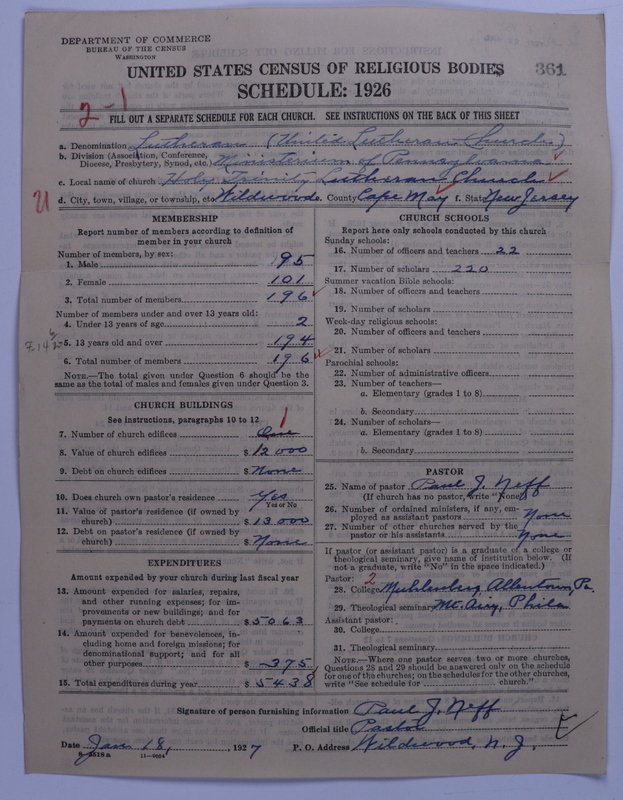 DEPARTMENT OF COMMERCE
BUREAU OF THE CENSUS
WASHINGTON
UNITED STATES CENSUS OF RELIGIOUS BODIES 361
SCHEDULE: 1926
2-1
FILL OUT A SEPARATE SCHEDULE FOR EACH CHURCH. SEE INSTRUCTIONS ON THE BACK OF THIS SHEET
a. Denomination Lutheran (United Lutheran Church)
b. Division (Association, Conference, Diocese, Presbytery, Synod, etc.) Ministerium of Pennsylvania
c. Local name of church Holy Trinity Lutheran Church
d. City, town, village, or township, etc. Wildwood e. County Cape May f. State New Jersey
MEMBERSHIP
Report number of members according to definition of
member in your church
Number of members, by sex:
1. Male 95
2. Female 101
3. Total number of members 196
Number of members under and over 13 years old:
4. Under 13 years of age 2
5. 13 years old and over 194
6. Total number of members 196
NOTE.—The total given under Question 6 should be the
same as the total of males and females given under Question 3.
CHURCH BUILDINGS
See instructions, paragraphs 10 to 12
1
7. Number of church edifices One
8. Value of church edifices $ 12000
9. Debt on church edifices $ None
10. Does church own pastor's residence Yes
Yes or No
11. Value of pastor's residence (if owned by
church) $ 13000
12. Debt on pastor's residence (if owned by
church) $ None
EXPENDITURES
Amount expended by your church during last fiscal year
13. Amount expended for salaries, repairs,
and other running expenses; for im-
provements or new buildings; and for
payments on church debt $ 5063
14. Amount expended for benevolences, in-
cluding home and foreign missions; for
denominational support; and for all
other purposes $ 375
15. Total expenditures during year $ 5438
CHURCH SCHOOLS
Report here only schools conducted by this church
Sunday schools:
16. Number of officers and teachers 22
17. Number of scholars 220
Summer vacation Bible schools:
18. Number of officers and teachers
19. Number of scholars
Week-day religious schools:
20. Number of officers and teachers
21. Number of scholars
Parochial schools:
22. Number of administrative officers
23. Number of teachers—
a. Elementary (grades 1 to 8)
b. Secondary
24. Number of scholars—
a. Elementary (grades 1 to 8)
b. Secondary
PASTOR
25. Name of pastor Paul J. Neff
(If church has no pastor, write "None")
26. Number of ordained ministers, if any, em-
ployed as assistant pastors None
27. Number of other churches served by the
pastor or his assistants None
If pastor (or assistant pastor) is a graduate of a college or
theological seminary, give name of institution below. (If
not a graduate, write "No" in the space indicated.)
Pastor: 2
28. College Muhlenberg Allentown, Pa.
29. Theological seminary Mt. Airy, Phila
Assistant pastor:
30. College
31. Theological seminary
NOTE.—Where one pastor serves two or more churches,
Questions 28 and 29 should be answered only on the schedule
for one of the churches; on the schedules for the other churches,
write "See schedule for church."
Signature of person furnishing information Paul J. Neff
Official title Pastor
Date Jan 18, 1927 P. O. Address Wildwood, N. J.
8-5518a 11-9054